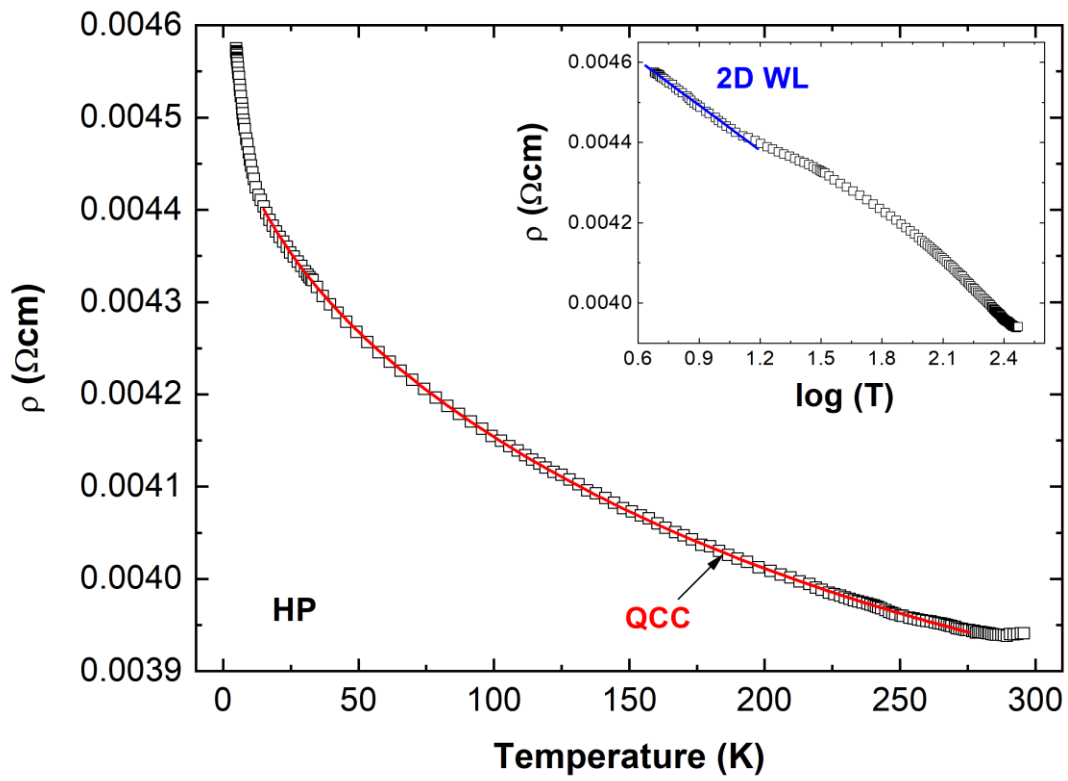 0.0046
0.0045
0.0044
0.0043
0.0042
0.0041
0.0040
0.0039
ρ (Ωcm)
0 50 100 150 200 250 300
Temperature (K)
HP
QCC
2D WL
0.0046
0.0044
0.0042
0.0040
ρ (Ωcm)
0.6 0.9 1.2 1.5 1.8 2.1 2.4
log (T)